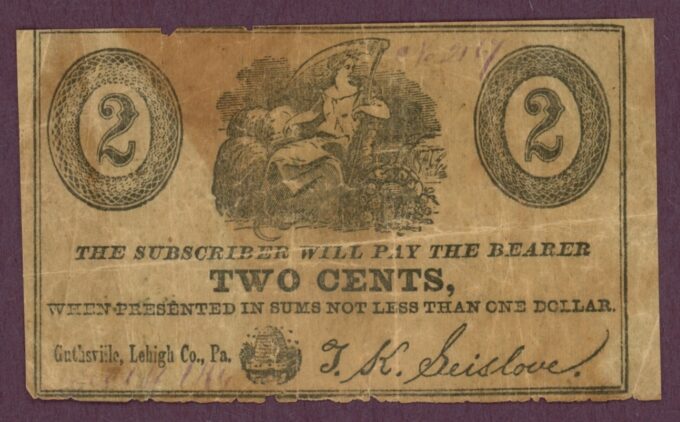 2 2
THE SUBSCRIBER WILL PAY THE BEARER
TWO CENTS,
WHEN PRESENTED IN SUMS NOT LESS THAN ONE DOLLAR.
Guthsville, Lehigh Co., Pa. T. K. Geislove.